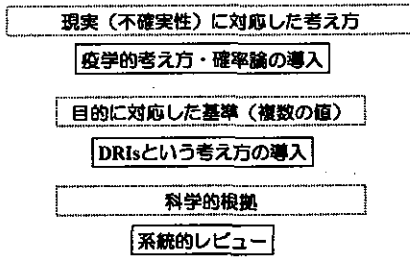 現実（不確実性）に対応した考え方
疫学的考え方・確率論の導入
目的に対応した基準（複数の値）
DRIsという考え方の導入
科学的根拠
系統的レビュー